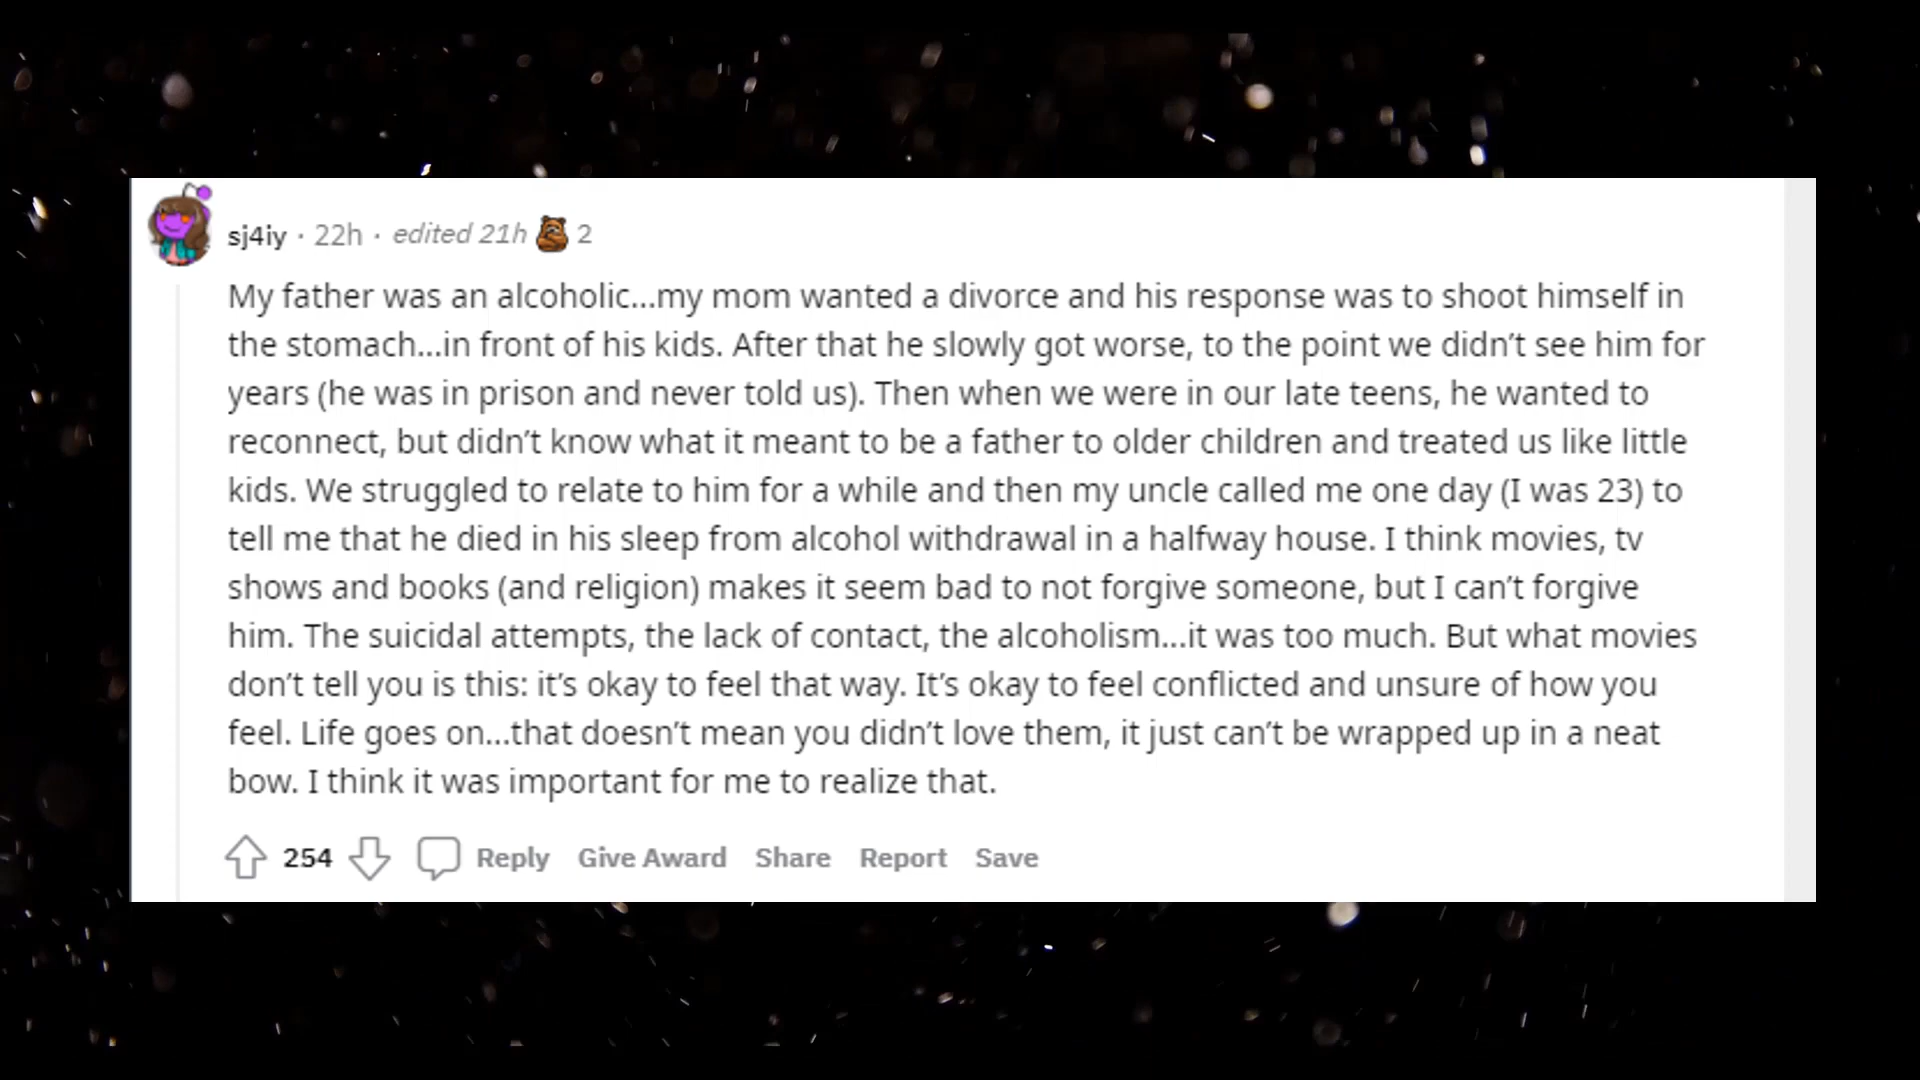 sj4iy · 22h · edited 21h 2
My father was an alcoholic...my mom wanted a divorce and his response was to shoot himself in
the stomach...in front of his kids. After that he slowly got worse, to the point we didn’t see him for
years (he was in prison and never told us). Then when we were in our late teens, he wanted to
reconnect, but didn’t know what it meant to be a father to older children and treated us like little
kids. We struggled to relate to him for a while and then my uncle called me one day (I was 23) to
tell me that he died in his sleep from alcohol withdrawal in a halfway house. I think movies, tv
shows and books (and religion) makes it seem bad to not forgive someone, but I can’t forgive
him. The suicidal attempts, the lack of contact, the alcoholism...it was too much. But what movies
don’t tell you is this: it’s okay to feel that way. It’s okay to feel conflicted and unsure of how you
feel. Life goes on...that doesn’t mean you didn’t love them, it just can’t be wrapped up in a neat
bow. I think it was important for me to realize that.
254 Reply Give Award Share Report Save